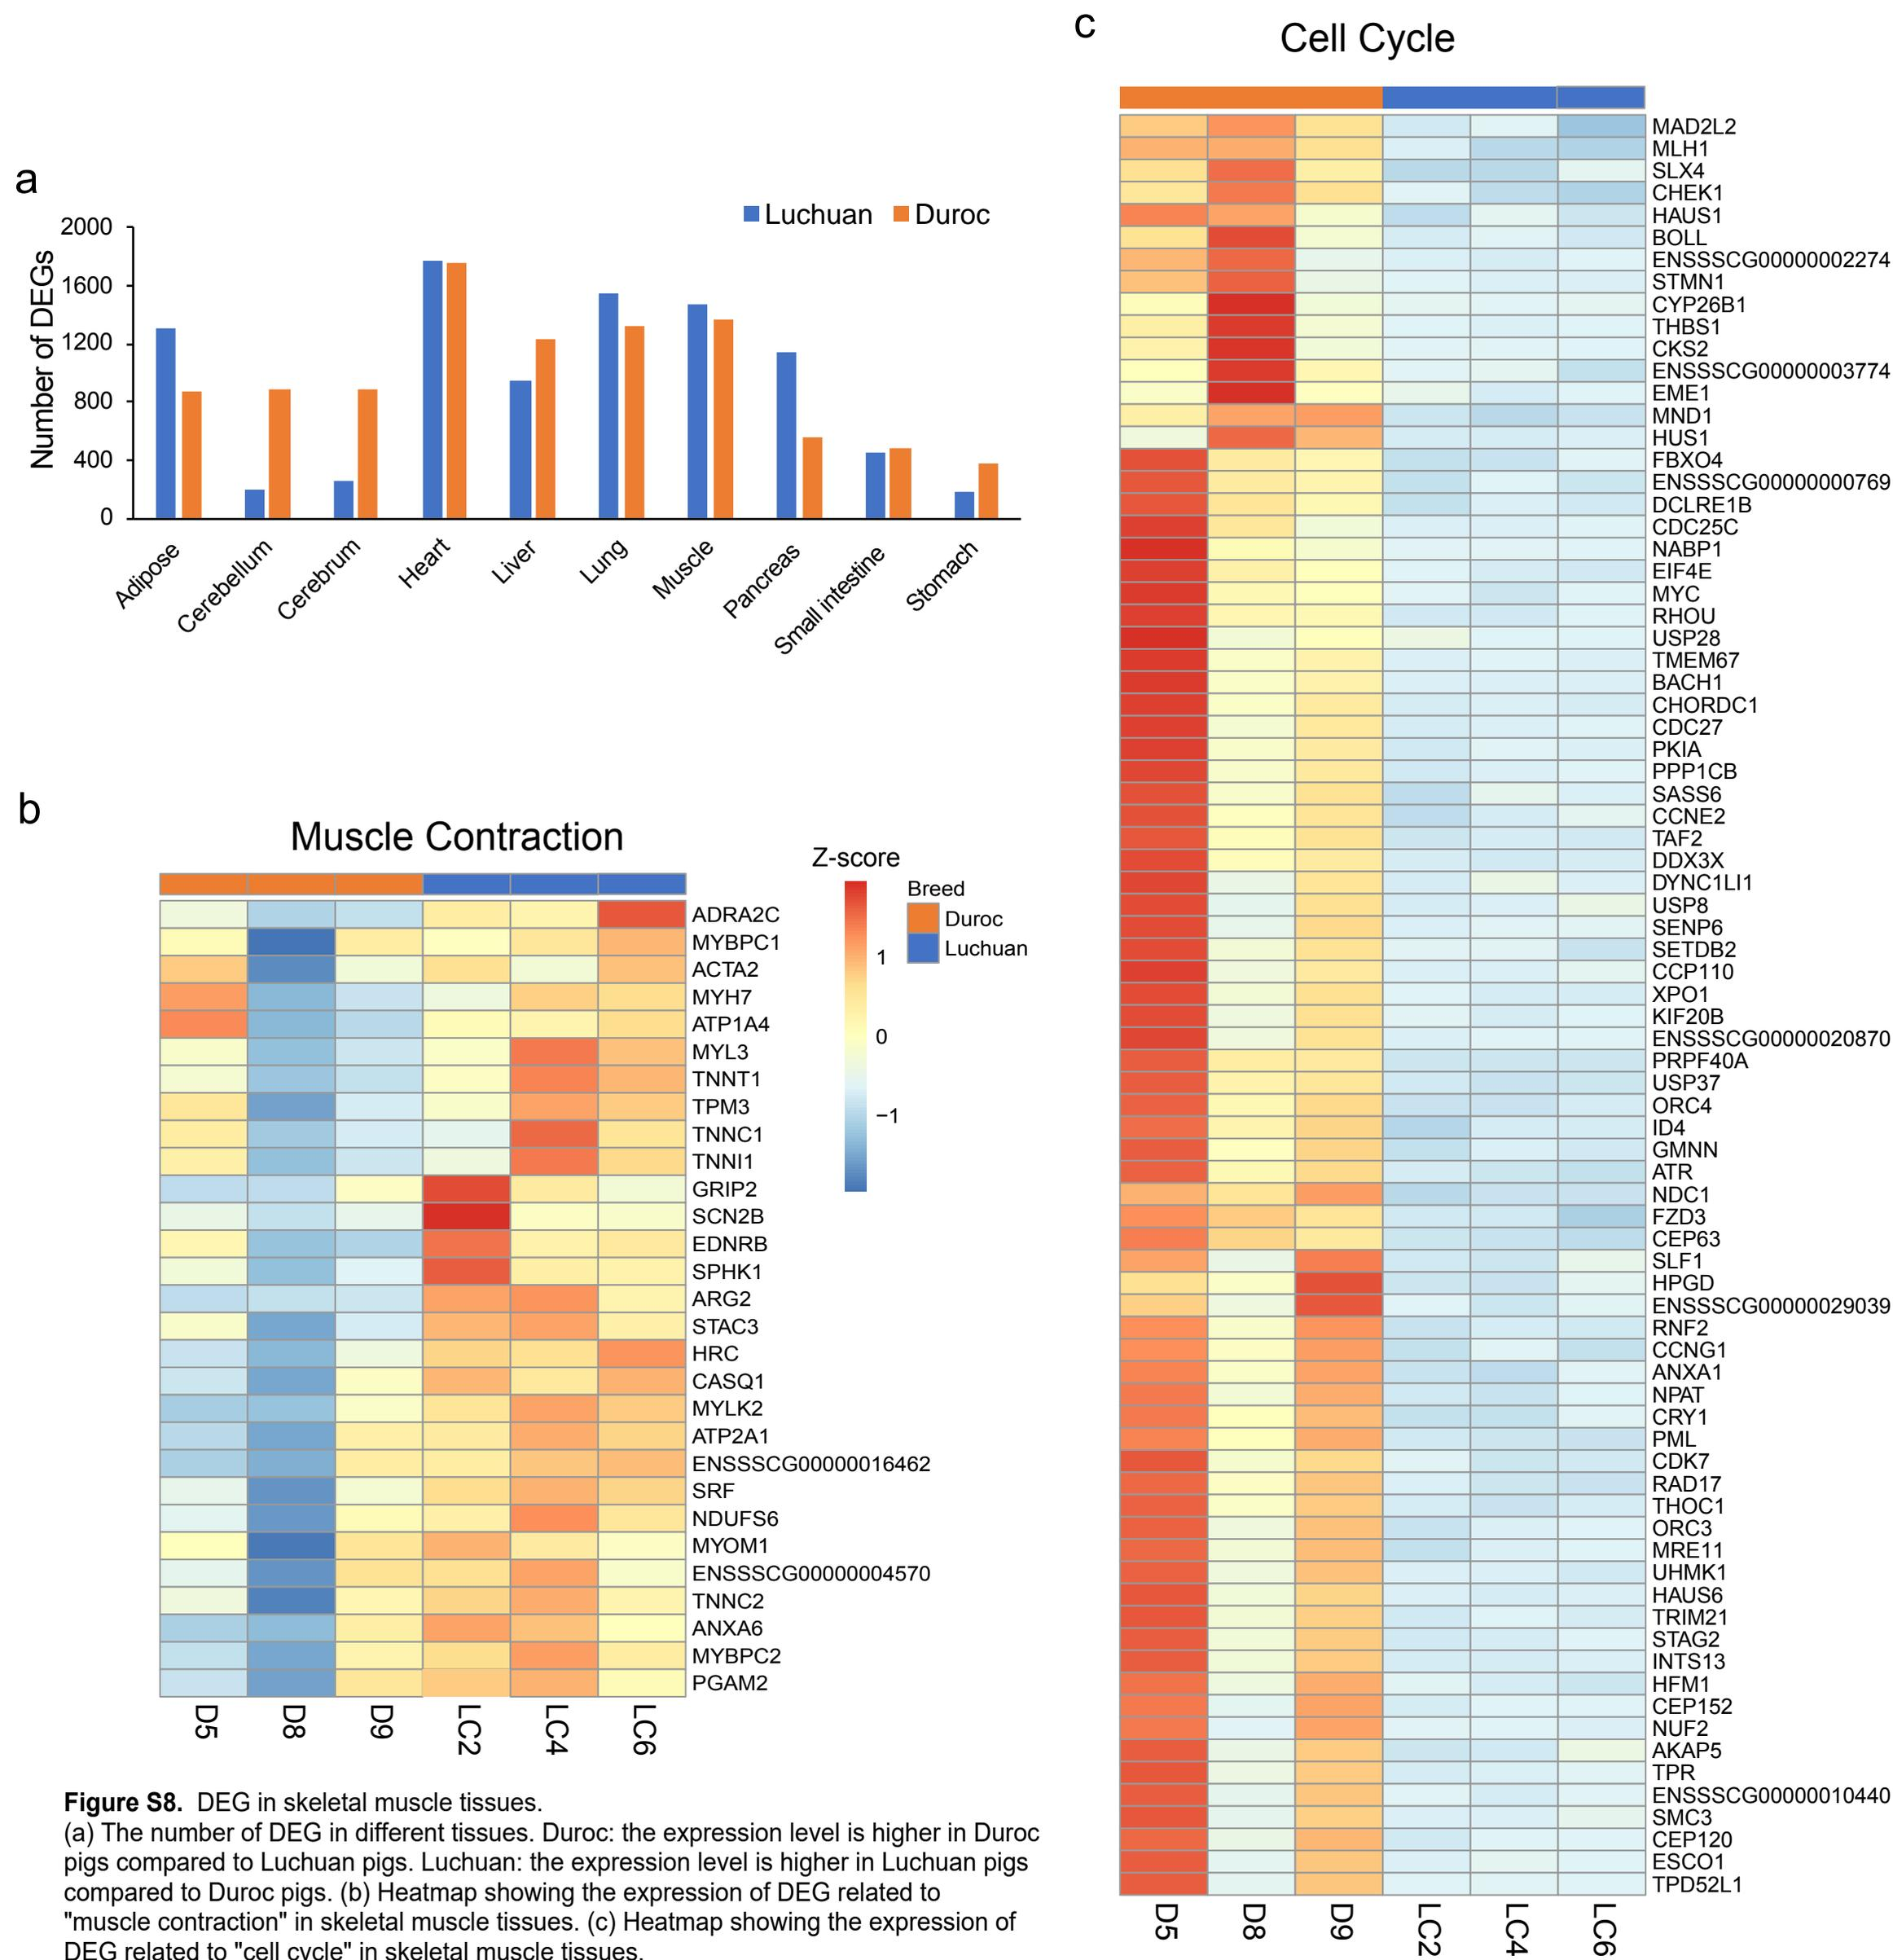 a
Luchuan
Duroc
Number of DEGs
2000
1600
1200
800
400
0
Adipose
Cerebellum
Cerebrum
Heart
Liver
Lung
Muscle
Pancreas
Small intestine
Stomach
b
Muscle Contraction
ADRA2C
MYBPC1
ACTA2
MYH7
ATP1A4
MYL3
TNNT1
TPM3
TNNC1
TNNI1
GRIP2
SCN2B
EDNRB
SPHK1
ARG2
STAC3
HRC
CASQ1
MYLK2
ATP2A1
ENSSSCG00000016462
SRF
NDUFS6
MYOM1
ENSSSCG00000004570
TNNC2
ANXA6
MYBPC2
PGAM2
D5
D8
D9
LC2
LC4
LC6
Z-score
1
0
−1
Breed
Duroc
Luchuan
c
Cell Cycle
MAD2L2
MLH1
SLX4
CHEK1
HAUS1
BOLL
ENSSSCG00000002274
STMN1
CYP26B1
THBS1
CKS2
ENSSSCG00000003774
EME1
MND1
HUS1
FBXO4
ENSSSCG00000000769
DCLRE1B
CDC25C
NABP1
EIF4E
MYC
RHOU
USP28
TMEM67
BACH1
CHORDC1
CDC27
PKIA
PPP1CB
SASS6
CCNE2
TAF2
DDX3X
DYNC1LI1
USP8
SENP6
SETDB2
CCP110
XPO1
KIF20B
ENSSSCG00000020870
PRPF40A
USP37
ORC4
ID4
GMNN
ATR
NDC1
FZD3
CEP63
SLF1
HPGD
ENSSSCG00000029039
RNF2
CCNG1
ANXA1
NPAT
CRY1
PML
CDK7
RAD17
THOC1
ORC3
MRE11
UHMK1
HAUS6
TRIM21
STAG2
INTS13
HFM1
CEP152
NUF2
AKAP5
TPR
ENSSSCG00000010440
SMC3
CEP120
ESCO1
TPD52L1
D5
D8
D9
LC2
LC4
LC6
Figure S8. DEG in skeletal muscle tissues.
(a) The number of DEG in different tissues. Duroc: the expression level is higher in Duroc
pigs compared to Luchuan pigs. Luchuan: the expression level is higher in Luchuan pigs
compared to Duroc pigs. (b) Heatmap showing the expression of DEG related to
"muscle contraction" in skeletal muscle tissues. (c) Heatmap showing the expression of
DEG related to "cell cycle" in skeletal muscle tissues.